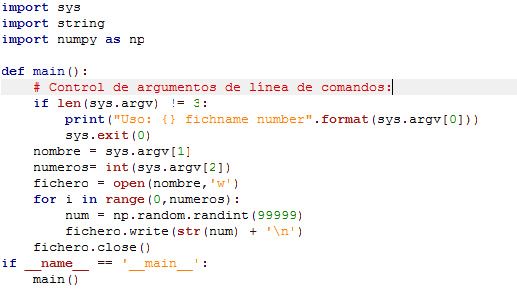 import sys
import string
import numpy as np
def main():
    # Control de argumentos de línea de comandos:
    if len(sys.argv) != 3:
        print("Uso: {} fichname number".format(sys.argv[0]))
        sys.exit(0)
    nombre = sys.argv[1]
    numeros= int(sys.argv[2])
    fichero = open(nombre,'w')
    for i in range(0,numeros):
        num = np.random.randint(99999)
        fichero.write(str(num) + '\n')
    fichero.close()
if __name__ == '__main__':
    main()